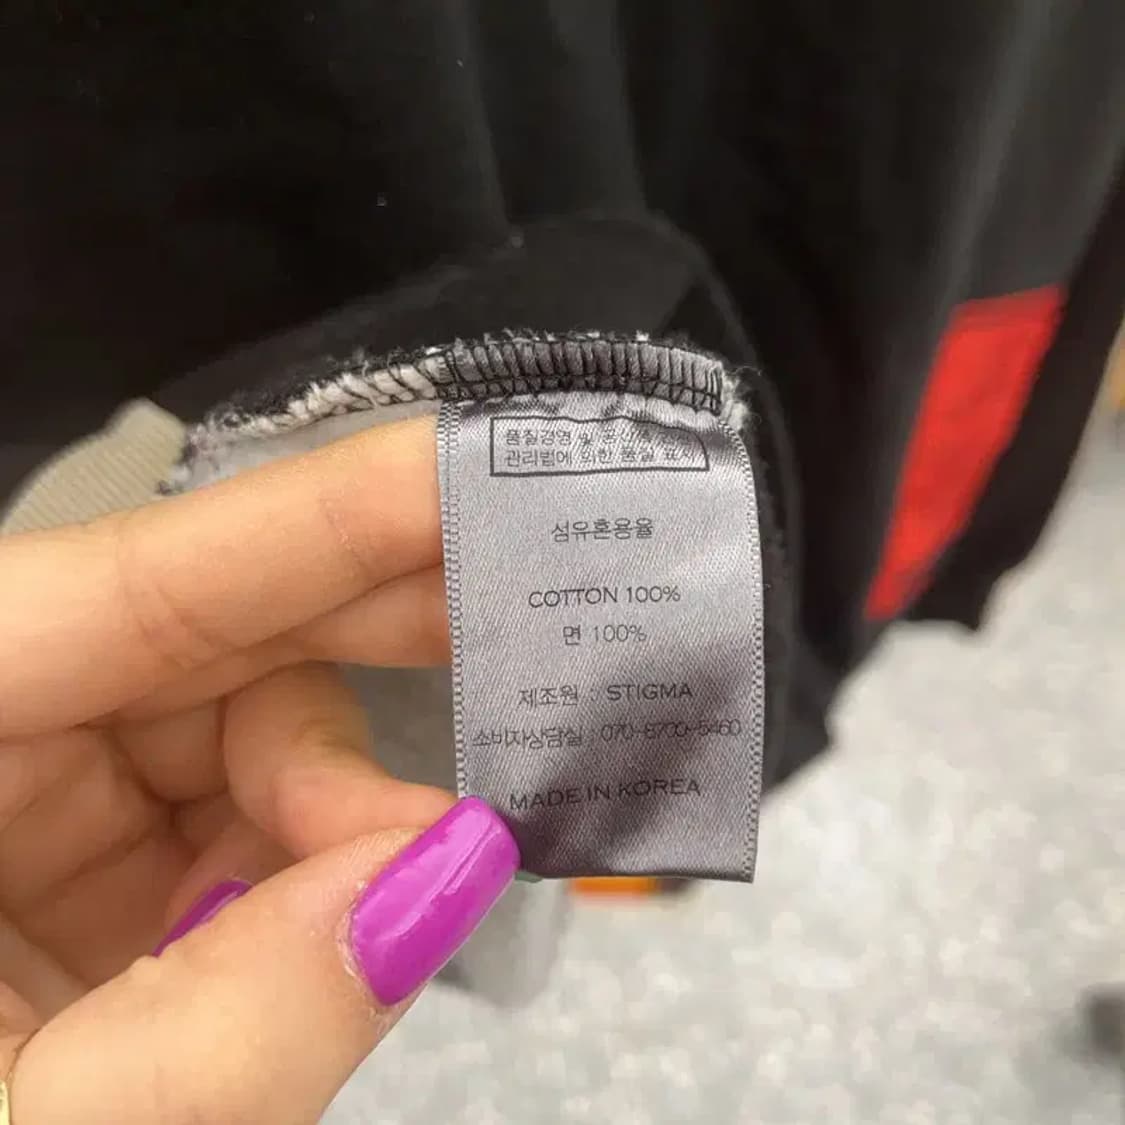 품질경영 및 공산품 안전
관리법에 의한 품질 표시
섬유혼용율
COTTON 100%
면 100%
제조원 : STIGMA
소비자상담실 : 070-8700-5460
MADE IN KOREA